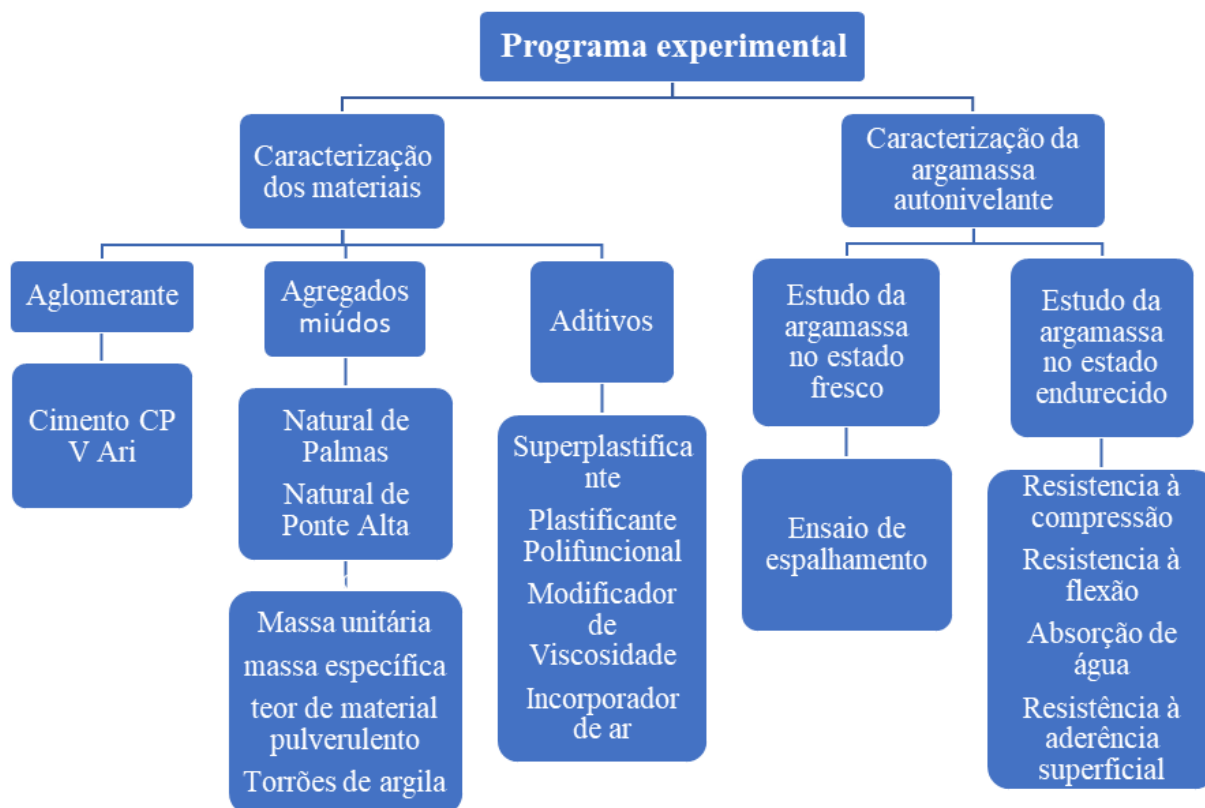 Programa experimental
Caracterização
dos materiais
Caracterização da
argamassa
autonivelante
Aglomerante
Agregados
miúdos
Aditivos
Estudo da
argamassa
no estado
fresco
Estudo da
argamassa
no estado
endurecido
Cimento CP
V Ari
Natural de
Palmas
Natural de
Ponte Alta
Superplastifica
nte
Plastificante
Polifuncional
Modificador
de
Viscosidade
Incorporador
de ar
Ensaio de
espalhamento
Resistencia à
compressão
Resistencia à
flexão
Absorção de
água
Resistência à
aderência
superficial
Massa unitária
massa específica
teor de material
pulverulento
Torrões de argila